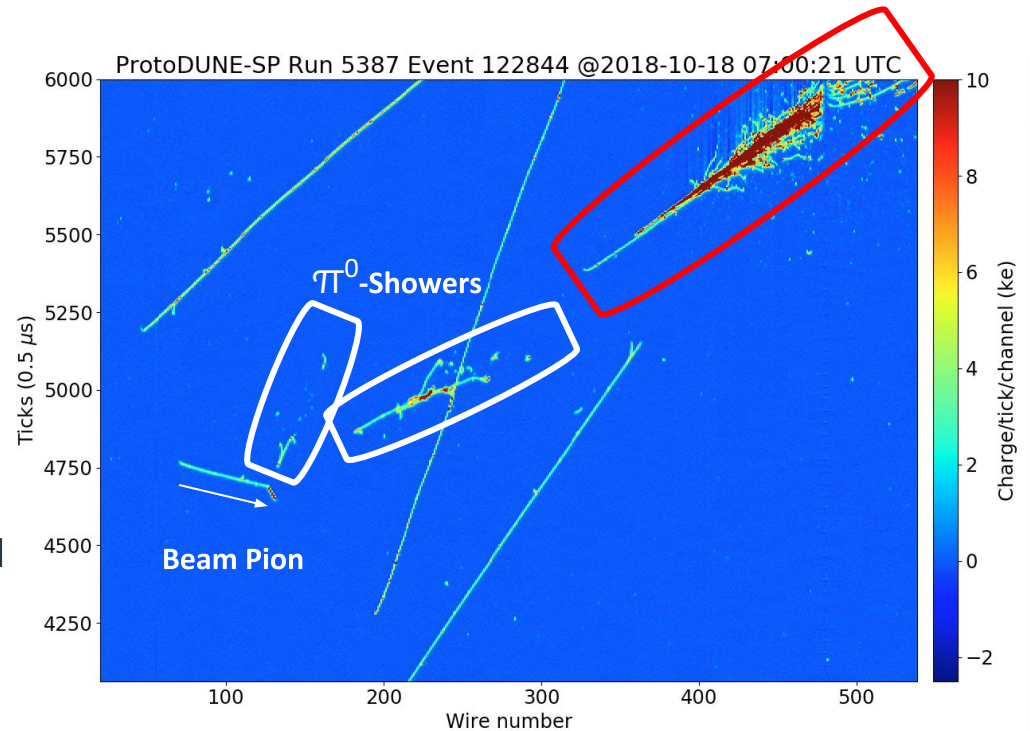 ProtoDUNE-SP Run 5387 Event 122844 @2018-10-18 07:00:21 UTC
6000
5750
5500
5250
5000
4750
4500
4250
Ticks (0.5 μs)
π⁰-Showers
Beam Pion
100 200 300 400 500
Wire number
10
8
6
4
2
0
−2
Charge/tick/channel (ke)